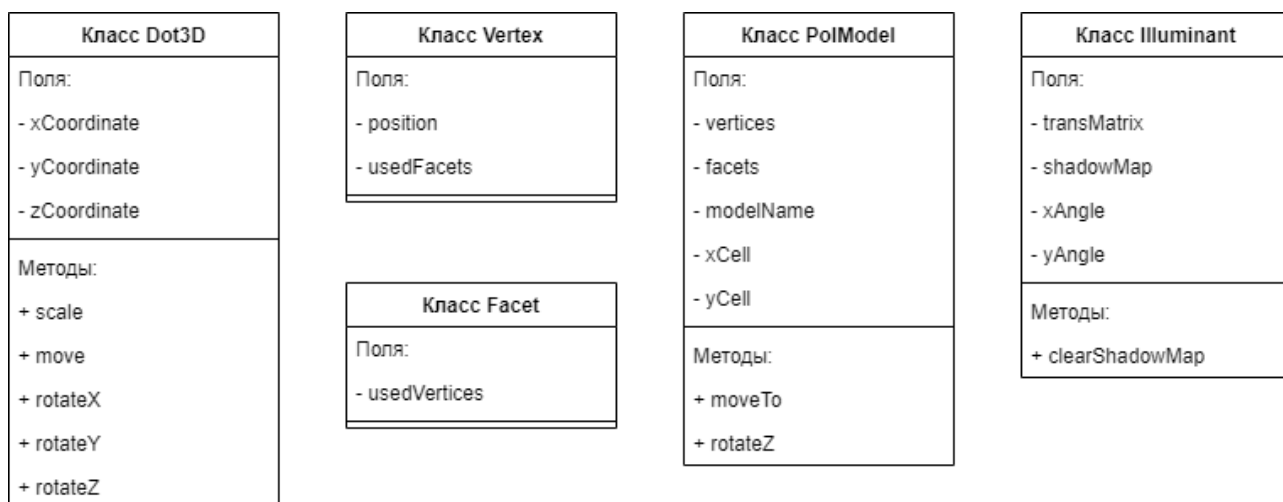 Класс Dot3D
Поля:
- xCoordinate
- yCoordinate
- zCoordinate
Методы:
+ scale
+ move
+ rotateX
+ rotateY
+ rotateZ
Класс Vertex
Поля:
- position
- usedFacets
Класс Facet
Поля:
- usedVertices
Класс PolModel
Поля:
- vertices
- facets
- modelName
- xCell
- yCell
Методы:
+ moveTo
+ rotateZ
Класс Illuminant
Поля:
- transMatrix
- shadowMap
- xAngle
- yAngle
Методы:
+ clearShadowMap